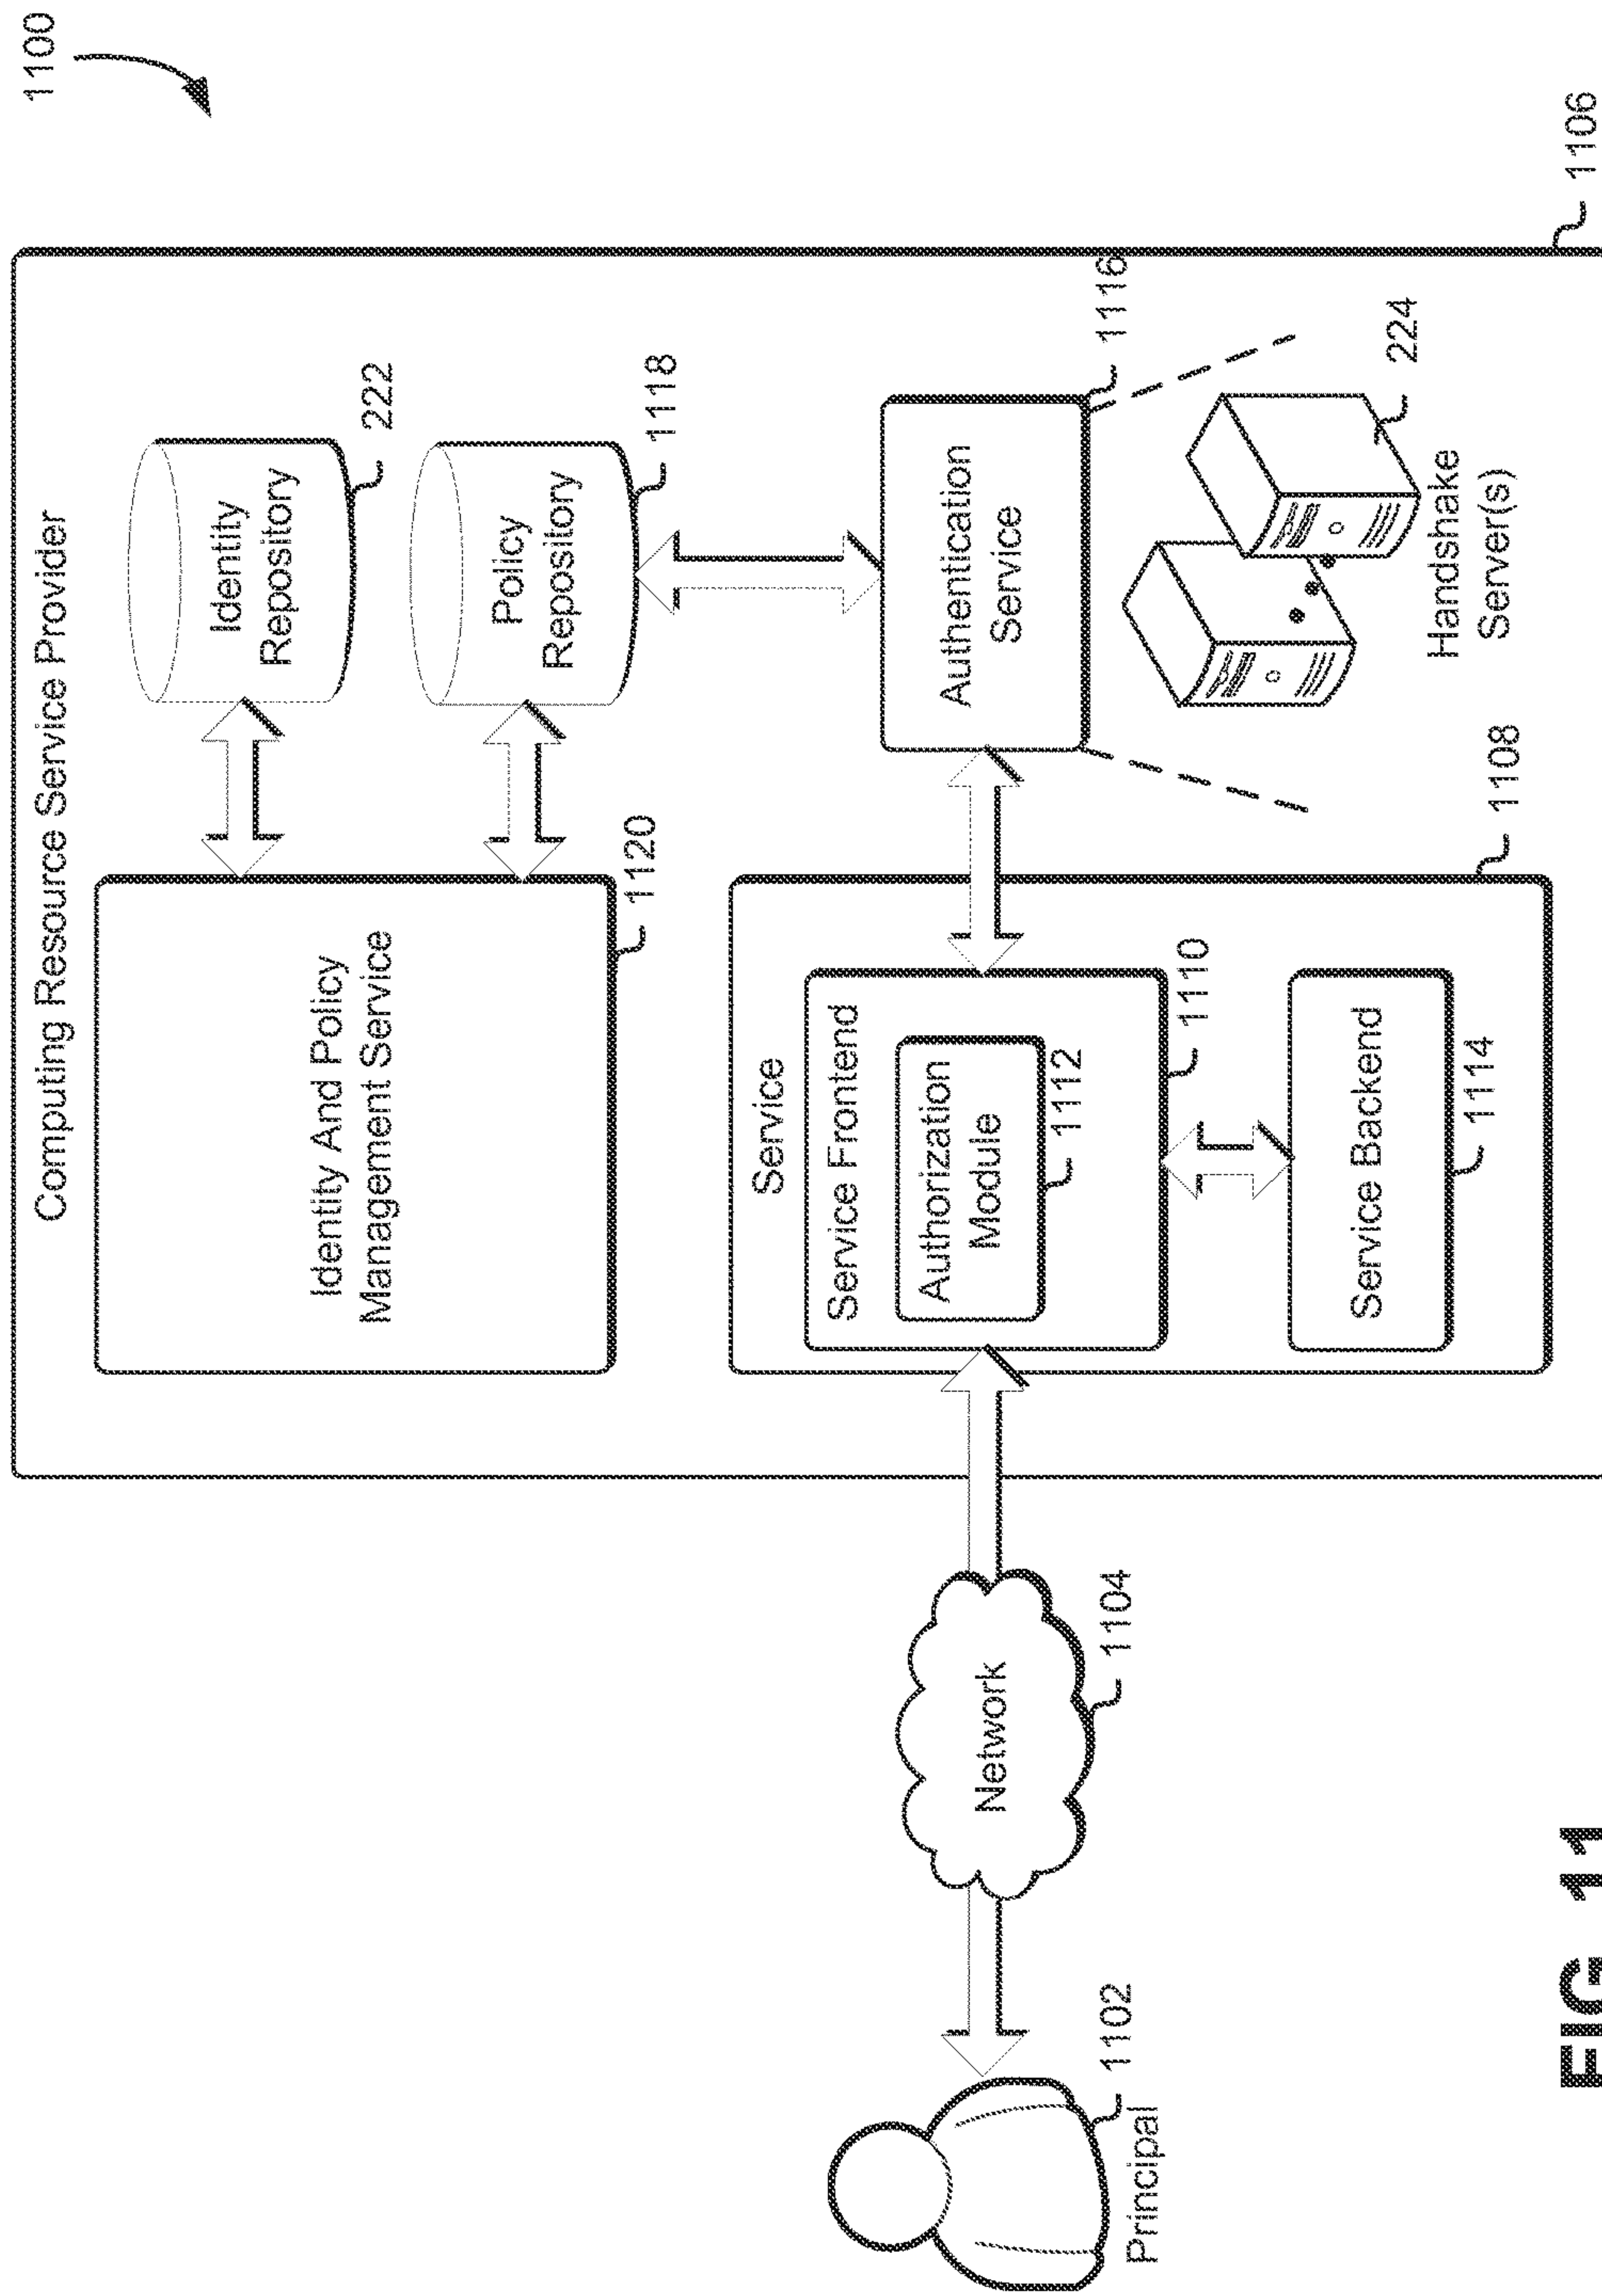 1100
Computing Resource Service Provider
1106
Identity And Policy
Management Service
1120
Identity
Repository
222
Policy
Repository
1118
Service
1108
Service Frontend
1110
Authorization
Module
1112
Service Backend
1114
Authentication
Service
1116
224
Handshake
Server(s)
Network
1104
1102
Principal
FIG. 11